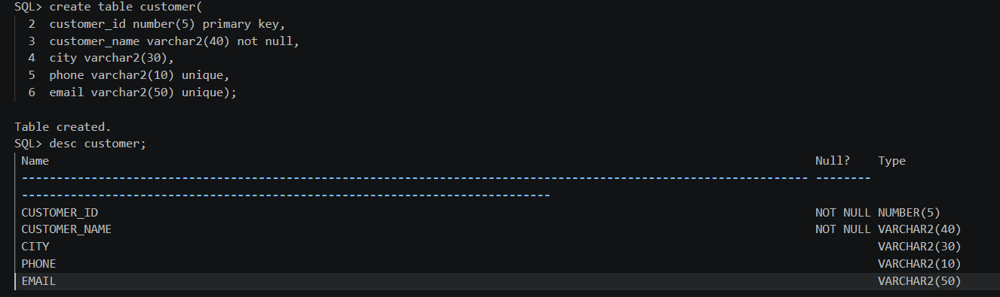 SQL> create table customer(
  2  customer_id number(5) primary key,
  3  customer_name varchar2(40) not null,
  4  city varchar2(30),
  5  phone varchar2(10) unique,
  6  email varchar2(50) unique);

Table created.
SQL> desc customer;
 Name                                                                                                              Null?    Type
 ----------------------------------------------------------------------------------------------------------------- --------
 ----------------------------------------------------------------------------
 CUSTOMER_ID                                                                                                       NOT NULL NUMBER(5)
 CUSTOMER_NAME                                                                                                     NOT NULL VARCHAR2(40)
 CITY                                                                                                                       VARCHAR2(30)
 PHONE                                                                                                                      VARCHAR2(10)
 EMAIL                                                                                                                      VARCHAR2(50)